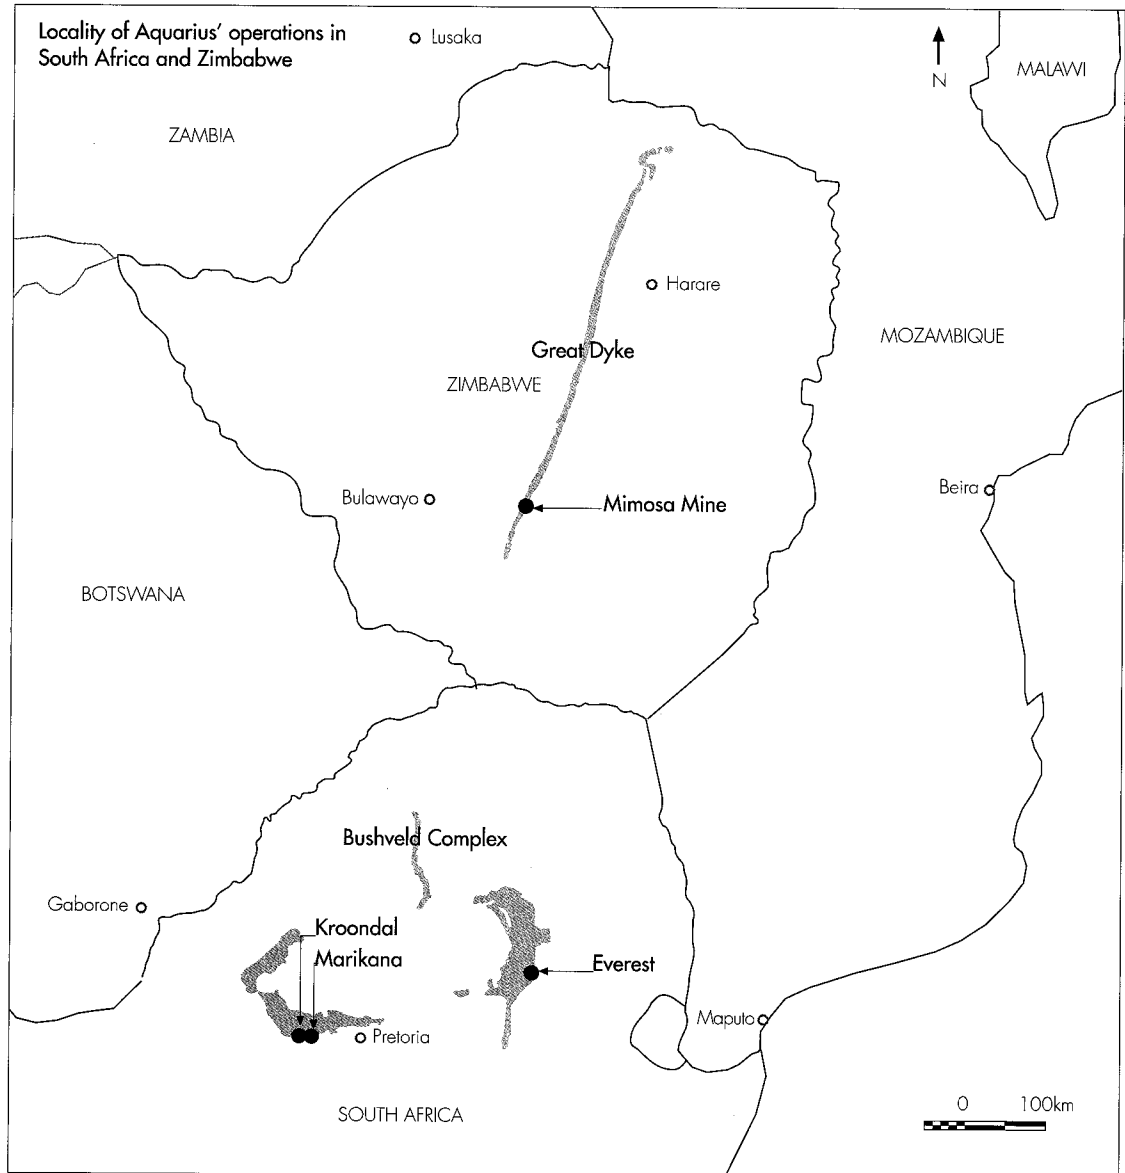 Locality of Aquarius' operations in
South Africa and Zimbabwe
Lusaka
N
MALAWI
ZAMBIA
Harare
MOZAMBIQUE
Great Dyke
ZIMBABWE
Bulawayo
Mimosa Mine
Beira
BOTSWANA
Bushveld Complex
Gaborone
Kroondal
Marikana
Everest
Maputo
Pretoria
0 100km
SOUTH AFRICA